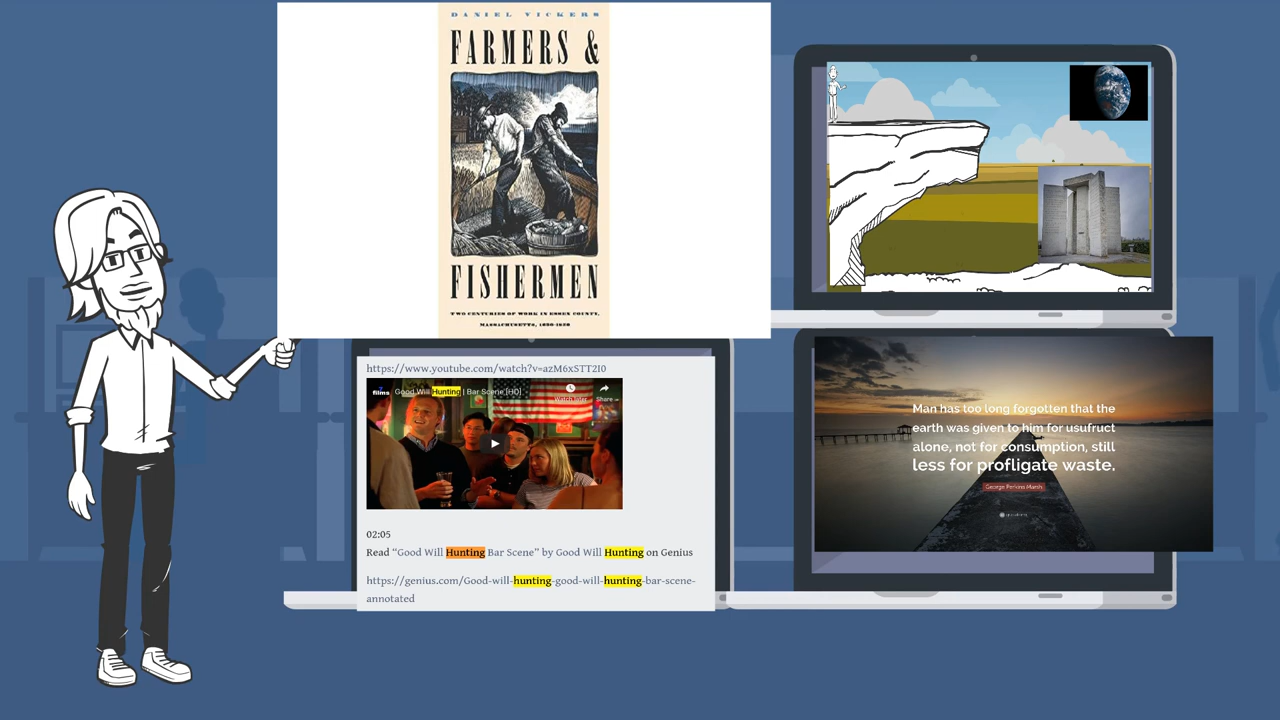 DANIEL VICKERS
FARMERS &
FISHERMEN
TWO CENTURIES OF WORK IN ESSEX COUNTY,
MASSACHUSETTS, 1630-1850
https://www.youtube.com/watch?v=azM6xSTT2I0
films
Good Will Hunting | Bar Scene [HD]
Watch later
Share
02:05
Read “Good Will Hunting Bar Scene” by Good Will Hunting on Genius
https://genius.com/Good-will-hunting-good-will-hunting-bar-scene-
annotated
Man has too long forgotten that the
earth was given to him for usufruct
alone, not for consumption, still
less for profligate waste.
George Perkins Marsh